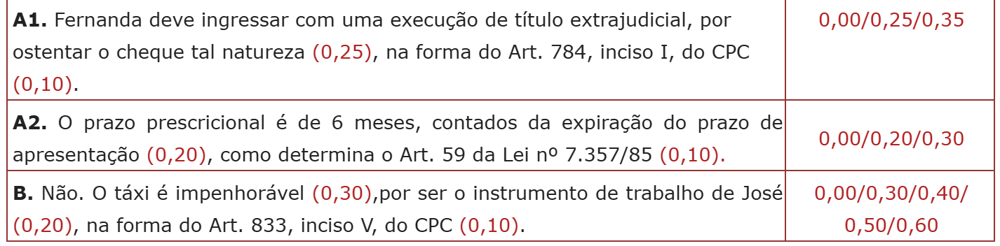 A1. Fernanda deve ingressar com uma execução de título extrajudicial, por
ostentar o cheque tal natureza (0,25), na forma do Art. 784, inciso I, do CPC
(0,10).
0,00/0,25/0,35
A2. O prazo prescricional é de 6 meses, contados da expiração do prazo de
apresentação (0,20), como determina o Art. 59 da Lei nº 7.357/85 (0,10).
0,00/0,20/0,30
B. Não. O táxi é impenhorável (0,30),por ser o instrumento de trabalho de José
(0,20), na forma do Art. 833, inciso V, do CPC (0,10).
0,00/0,30/0,40/
0,50/0,60